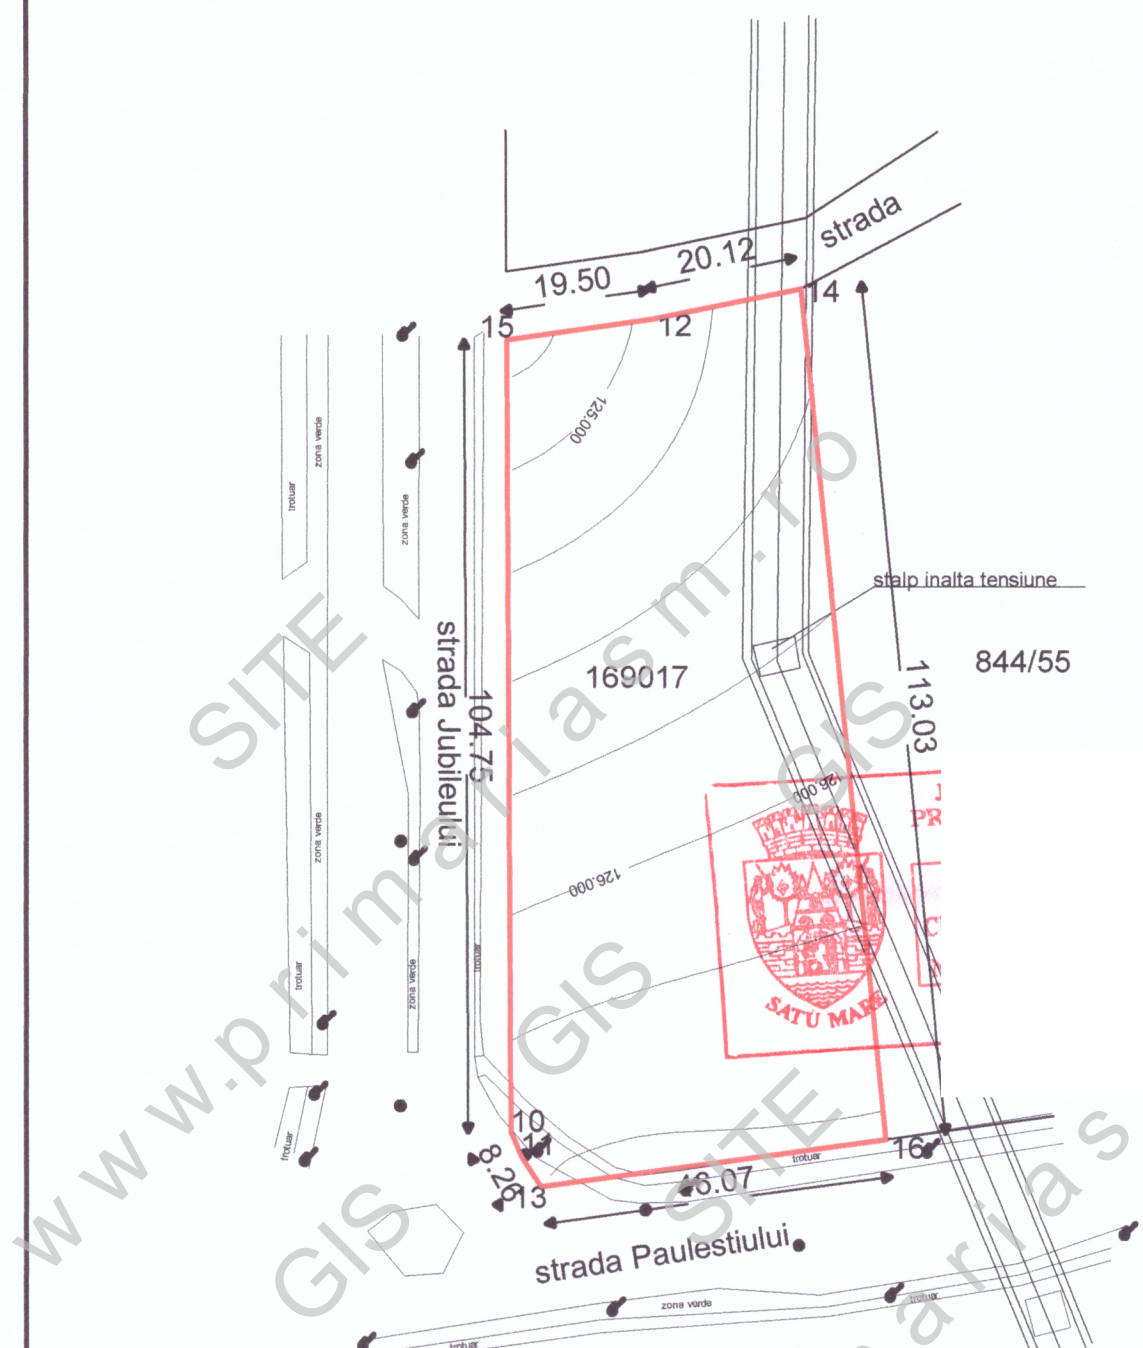 strada
20.12
19.50
14
15
12
125.000
zona verde
trotuar
zona verde
stalp inalta tensiune
844/55
169017
strada Jubileului
104.75
113.03
SITE
GIS
www.primariasm.ro
126.000
126.000
PR
zona verde
SATU MARE
trotuar
trotuar
zona verde
GIS
SITE
10
11
16
trotuar
trotuar
8.26
13
46.07
GIS
strada Paulestiului
zona verde
trotuar
trotuar
arias